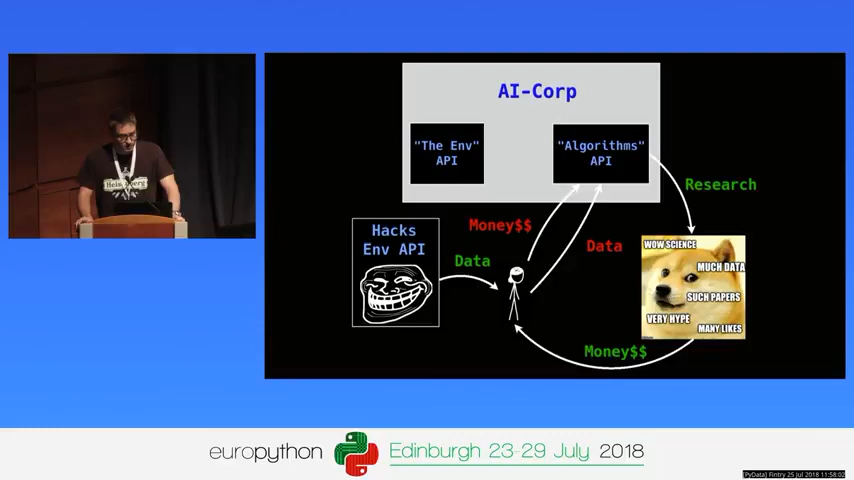 AI-Corp
"The Env"
API
"Algorithms"
API
Research
Hacks
Env API
Money$$
Data
Data
WOW SCIENCE
MUCH DATA
SUCH PAPERS
VERY HYPE
MANY LIKES
Money$$
europython
Edinburgh 23-29 July 2018
[PyData] Fintry 25 Jul 2018 11:58:02